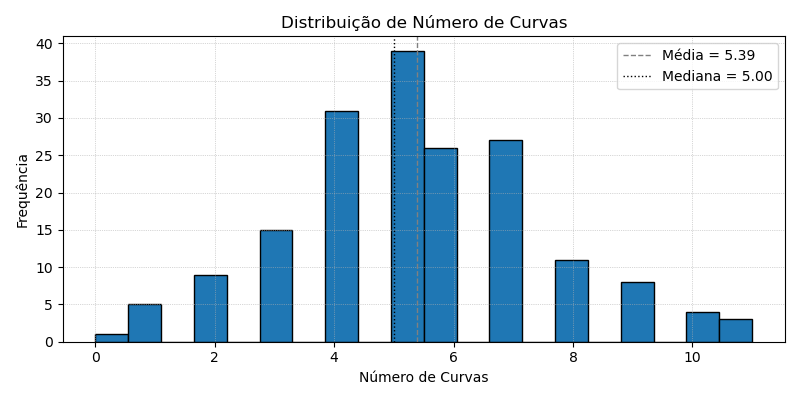 Distribuição de Número de Curvas
Média = 5.39
Mediana = 5.00
Frequência
40
35
30
25
20
15
10
5
0
0 2 4 6 8 10
Número de Curvas